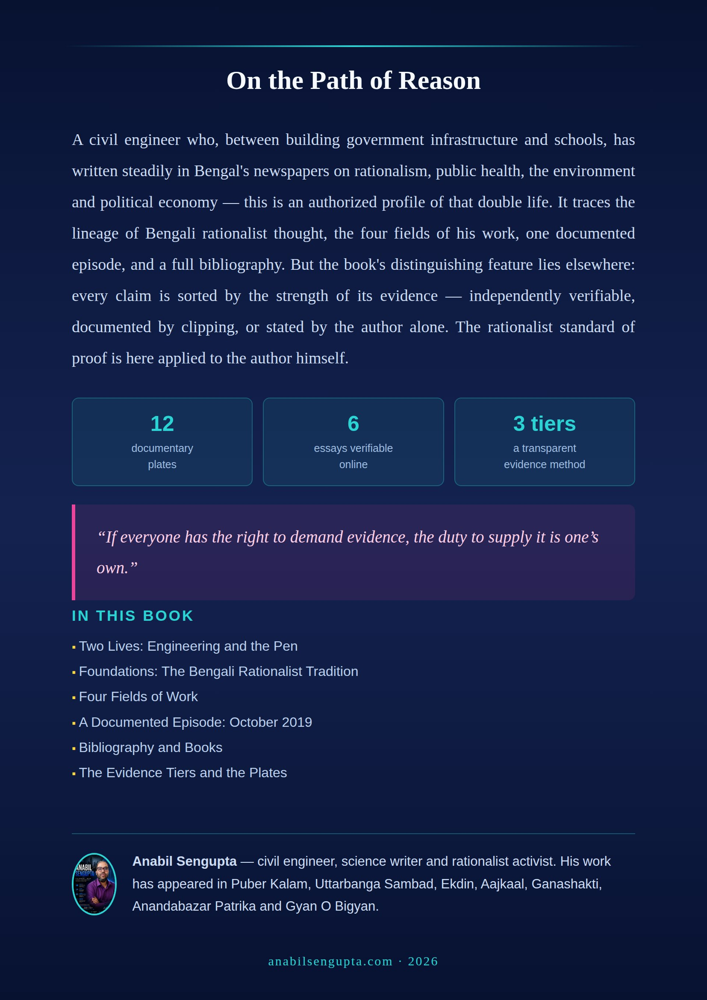 On the Path of Reason
A civil engineer who, between building government infrastructure and schools, has
written steadily in Bengal's newspapers on rationalism, public health, the environment
and political economy — this is an authorized profile of that double life. It traces the
lineage of Bengali rationalist thought, the four fields of his work, one documented
episode, and a full bibliography. But the book's distinguishing feature lies elsewhere:
every claim is sorted by the strength of its evidence — independently verifiable,
documented by clipping, or stated by the author alone. The rationalist standard of
proof is here applied to the author himself.
12
documentary
plates
6
essays verifiable
online
3 tiers
a transparent
evidence method
“If everyone has the right to demand evidence, the duty to supply it is one’s
own.”
IN THIS BOOK
▪ Two Lives: Engineering and the Pen
▪ Foundations: The Bengali Rationalist Tradition
▪ Four Fields of Work
▪ A Documented Episode: October 2019
▪ Bibliography and Books
▪ The Evidence Tiers and the Plates
ANABIL
SENGUPTA
Anabil Sengupta — civil engineer, science writer and rationalist activist. His work
has appeared in Puber Kalam, Uttarbanga Sambad, Ekdin, Aajkaal, Ganashakti,
Anandabazar Patrika and Gyan O Bigyan.
anabilsengupta.com · 2026